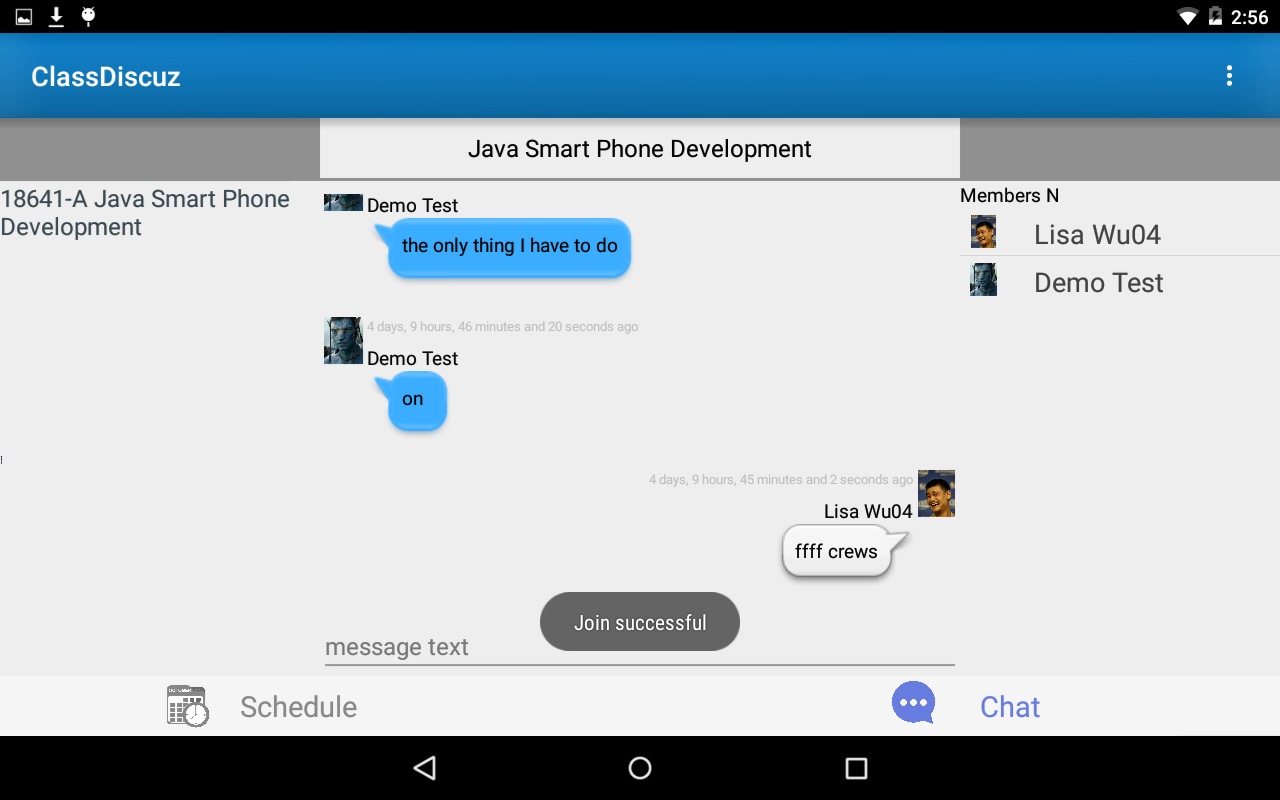 2:56
ClassDiscuz
Java Smart Phone Development
18641-A Java Smart Phone
Development
Demo Test
the only thing I have to do
4 days, 9 hours, 46 minutes and 20 seconds ago
Demo Test
on
4 days, 9 hours, 45 minutes and 2 seconds ago
Lisa Wu04
ffff crews
Join successful
message text
Members N
Lisa Wu04
Demo Test
Schedule
Chat